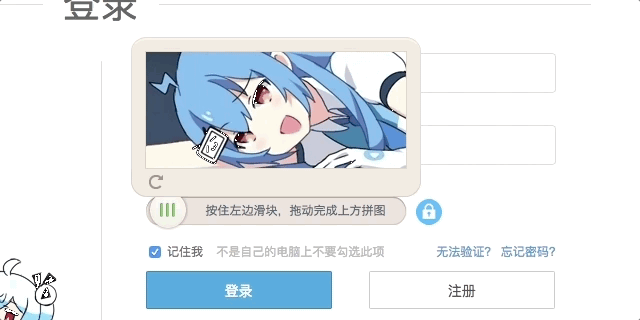 登录
按住左边滑块，拖动完成上方拼图
记住我 不是自己的电脑上不要勾选此项 无法验证? 忘记密码?
登录 注册